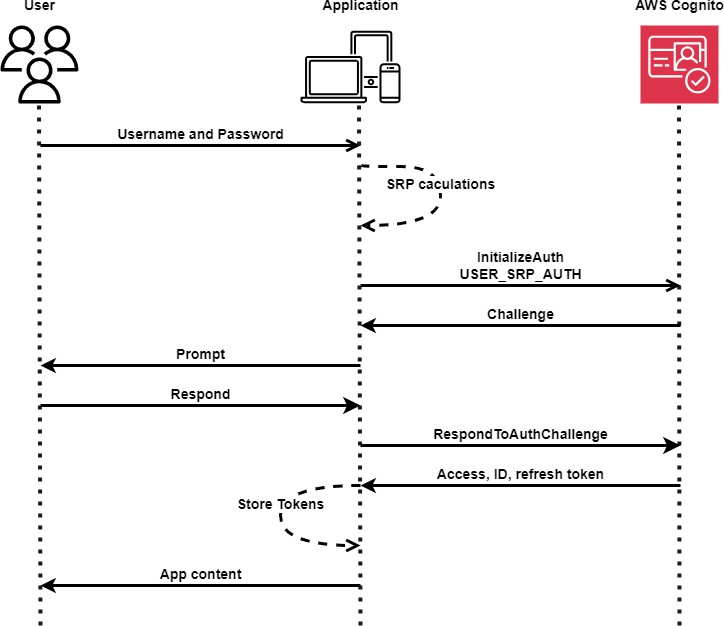 User
Application
AWS Cognito
Username and Password
SRP caculations
InitializeAuth
USER_SRP_AUTH
Challenge
Prompt
Respond
RespondToAuthChallenge
Access, ID, refresh token
Store Tokens
App content